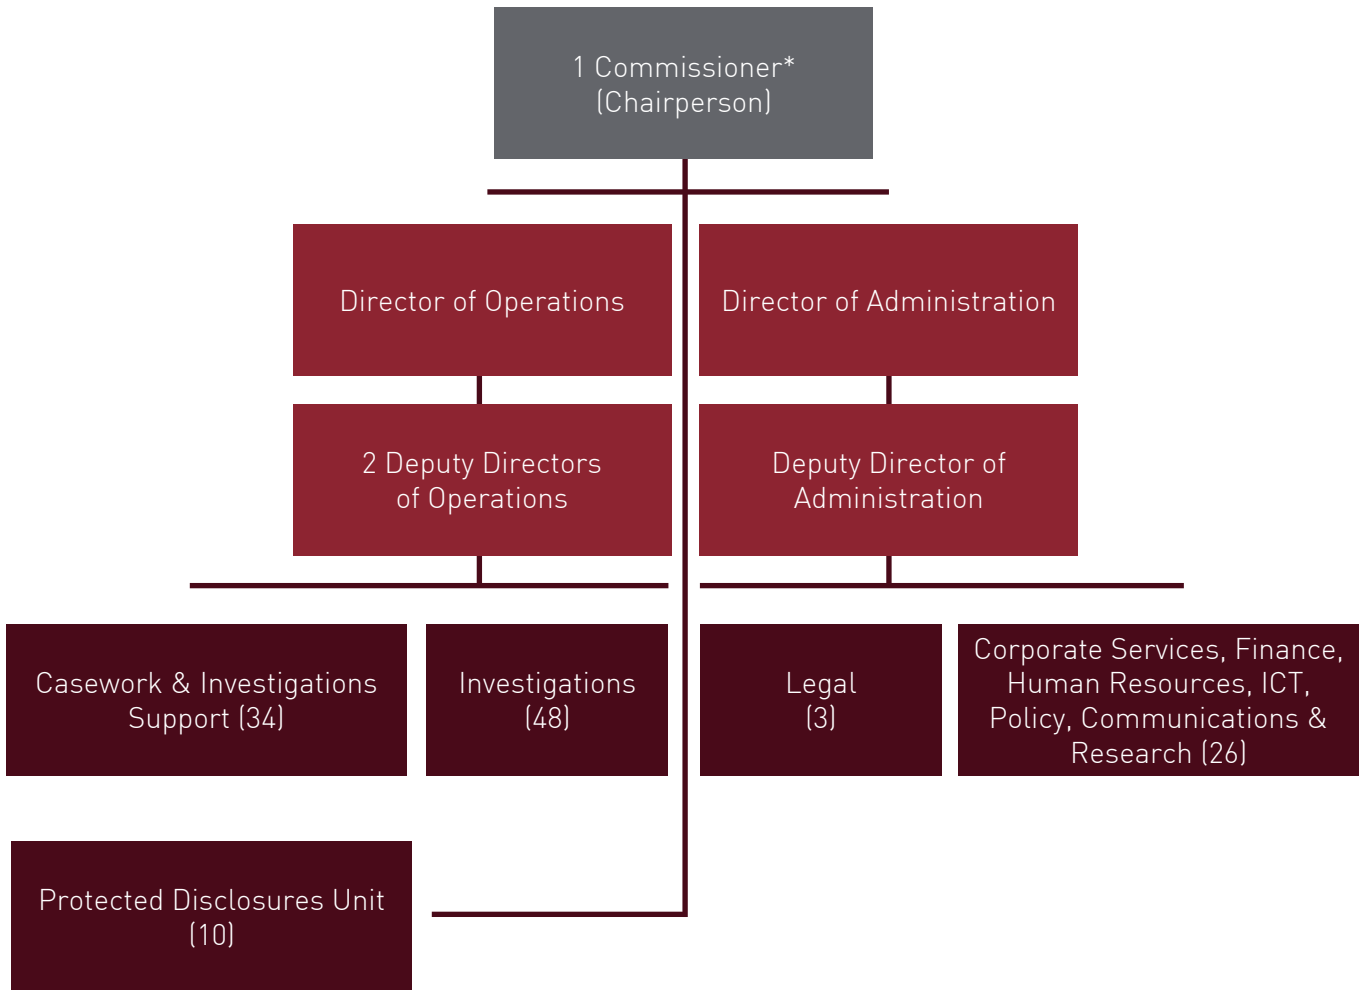 1 Commissioner*
(Chairperson)
Director of Operations
Director of Administration
2 Deputy Directors
of Operations
Deputy Director of
Administration
Casework & Investigations
Support (34)
Investigations
(48)
Legal
(3)
Corporate Services, Finance,
Human Resources, ICT,
Policy, Communications &
Research (26)
Protected Disclosures Unit
(10)